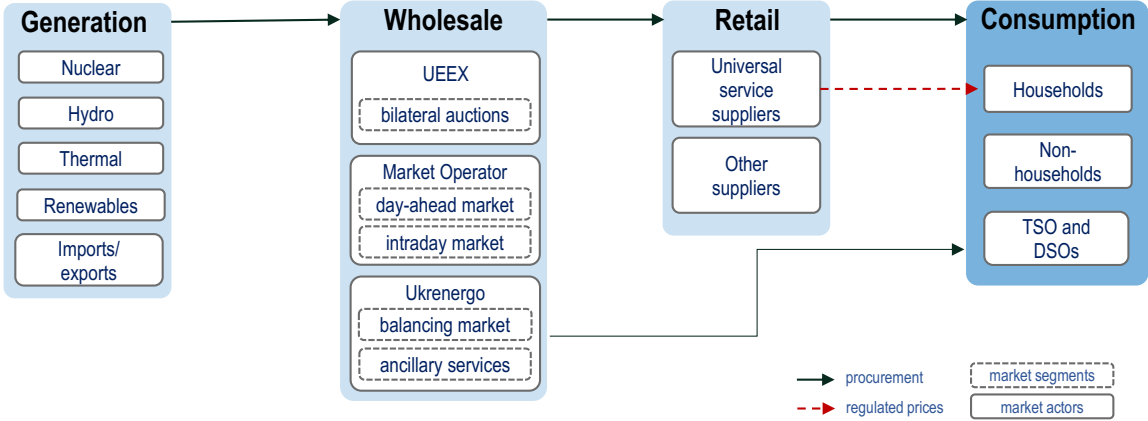 Generation
Nuclear
Hydro
Thermal
Renewables
Imports/
exports
Wholesale
UEEX
bilateral auctions
Market Operator
day-ahead market
intraday market
Ukrenergo
balancing market
ancillary services
Retail
Universal
service
suppliers
Other
suppliers
Consumption
Households
Non-
households
TSO and
DSOs
procurement
market segments
regulated prices
market actors